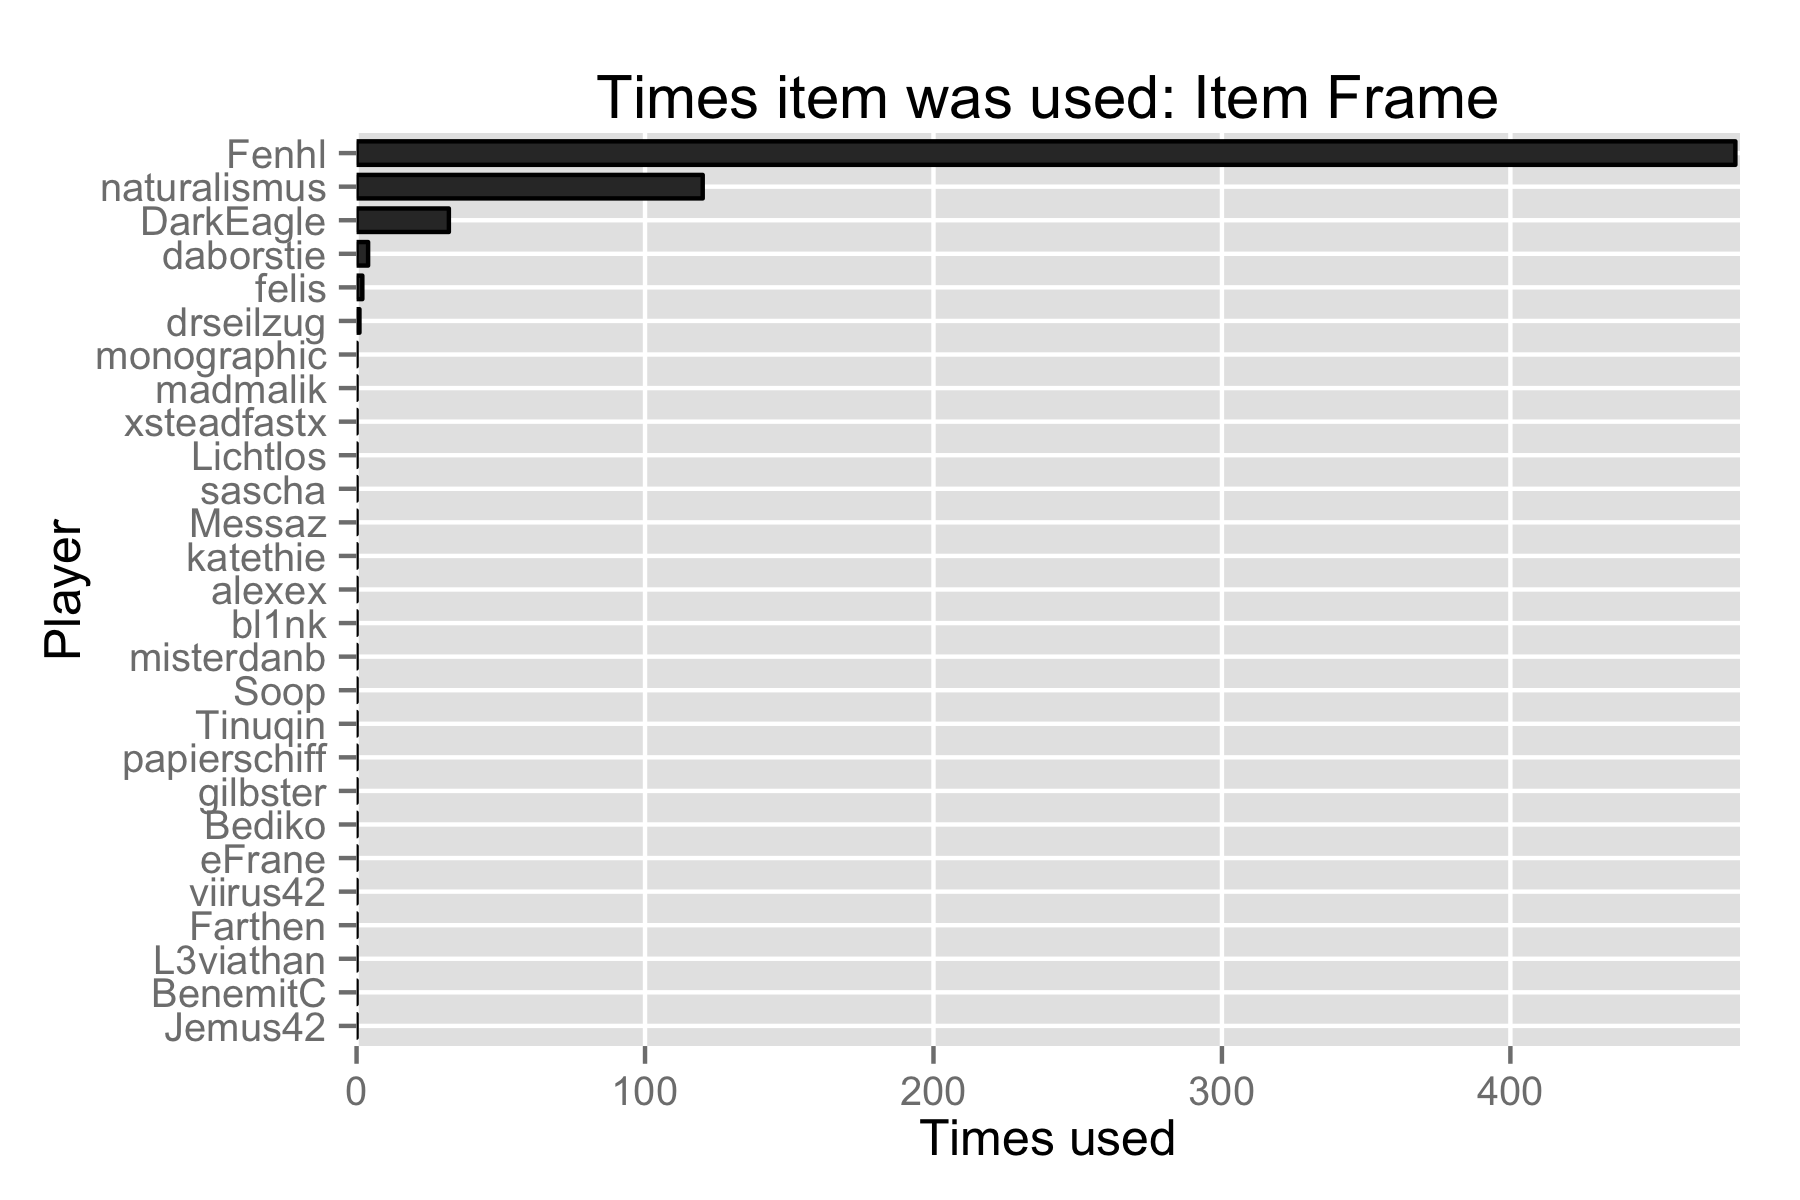 Times item was used: Item Frame
Fenhl
naturalismus
DarkEagle
daborstie
felis
drseilzug
monographic
madmalik
xsteadfastx
Lichtlos
sascha
Messaz
katethie
alexex
bl1nk
misterdanb
Soop
Tinuqin
papierschiff
gilbster
Bediko
eFrane
viirus42
Farthen
L3viathan
BenemitC
Jemus42
Player
0 100 200 300 400
Times used